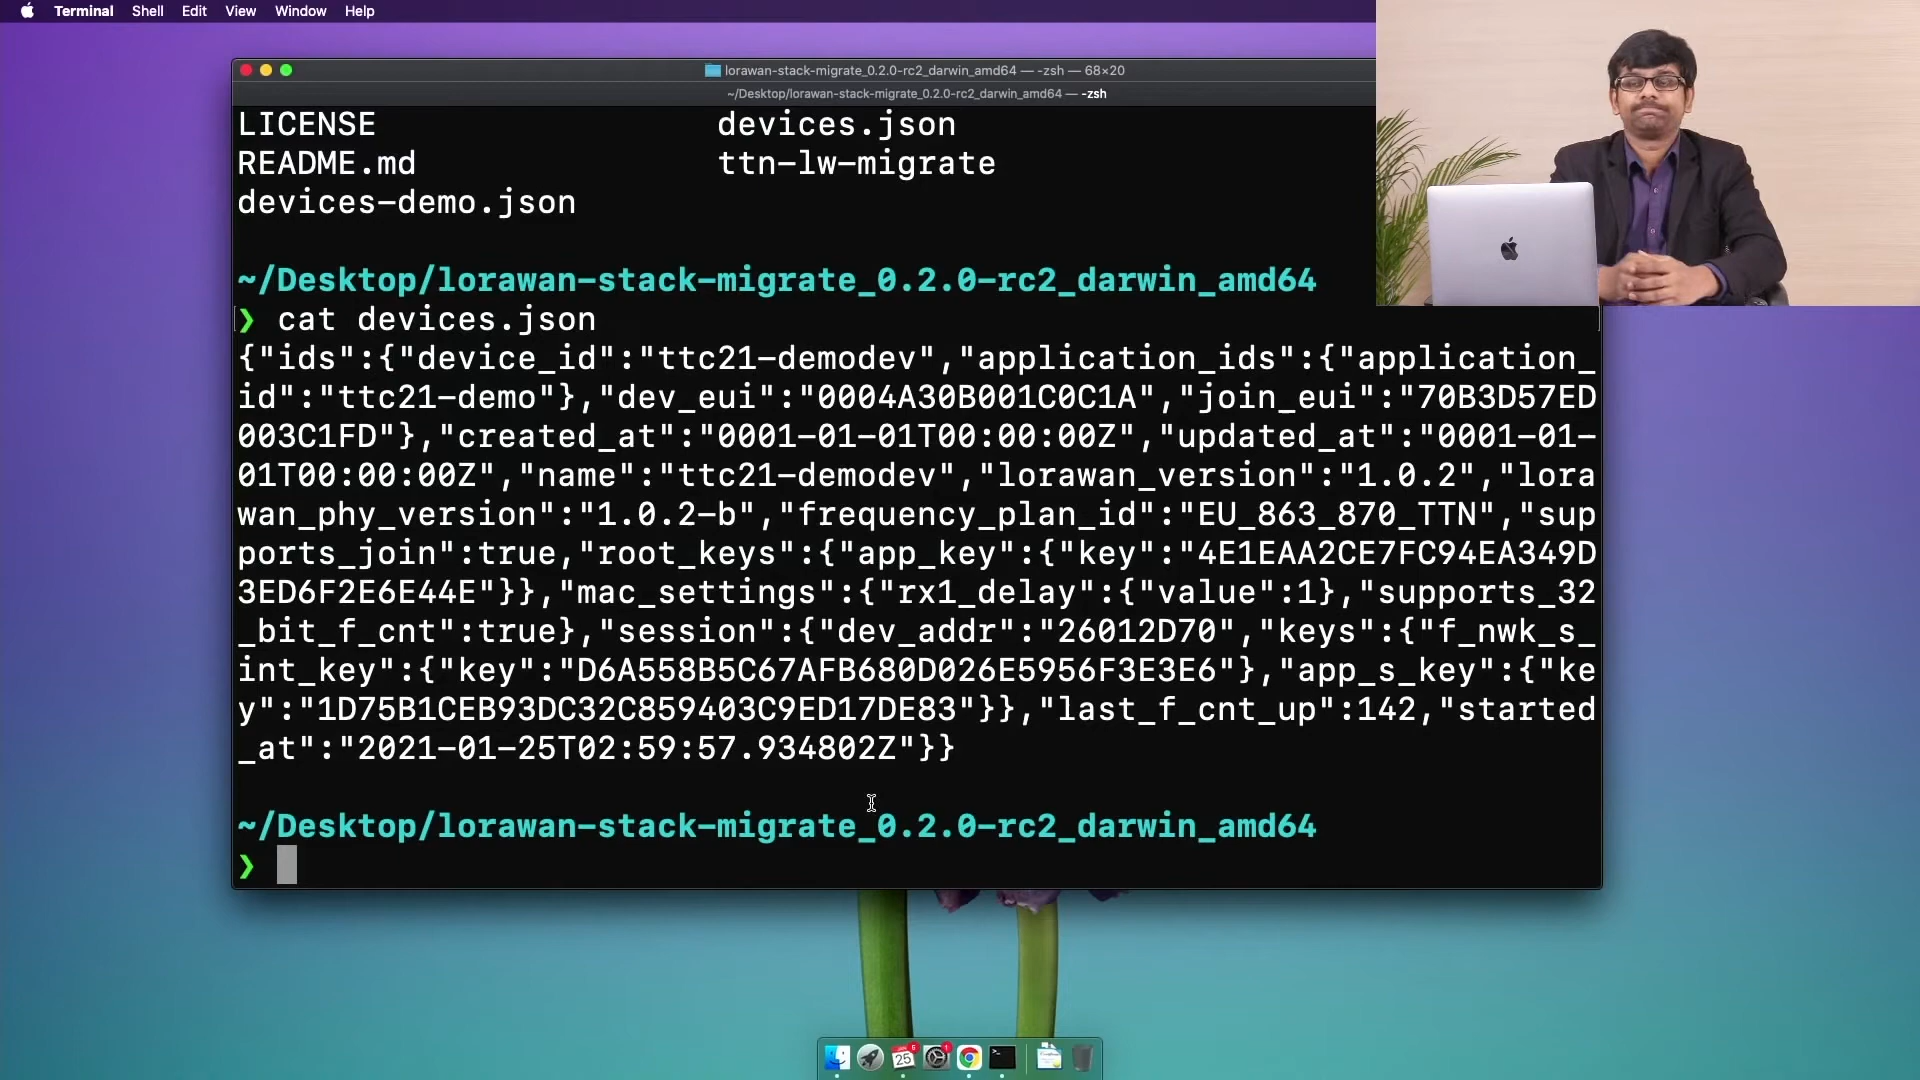 Terminal Shell Edit View Window Help
lorawan-stack-migrate_0.2.0-rc2_darwin_amd64 — -zsh — 68×20
~/Desktop/lorawan-stack-migrate_0.2.0-rc2_darwin_amd64 — -zsh
LICENSE devices.json
README.md ttn-lw-migrate
devices-demo.json
~/Desktop/lorawan-stack-migrate_0.2.0-rc2_darwin_amd64
❯ cat devices.json
{"ids":{"device_id":"ttc21-demodev","application_ids":{"application_
id":"ttc21-demo"},"dev_eui":"0004A30B001C0C1A","join_eui":"70B3D57ED
003C1FD"},"created_at":"0001-01-01T00:00:00Z","updated_at":"0001-01-
01T00:00:00Z","name":"ttc21-demodev","lorawan_version":"1.0.2","lora
wan_phy_version":"1.0.2-b","frequency_plan_id":"EU_863_870_TTN","sup
ports_join":true,"root_keys":{"app_key":{"key":"4E1EAA2CE7FC94EA349D
3ED6F2E6E44E"}},"mac_settings":{"rx1_delay":{"value":1},"supports_32
_bit_f_cnt":true},"session":{"dev_addr":"26012D70","keys":{"f_nwk_s_
int_key":{"key":"D6A558B5C67AFB680D026E5956F3E3E6"},"app_s_key":{"ke
y":"1D75B1CEB93DC32C859403C9ED17DE83"}},"last_f_cnt_up":142,"started
_at":"2021-01-25T02:59:57.934802Z"}}
~/Desktop/lorawan-stack-migrate_0.2.0-rc2_darwin_amd64
❯
25